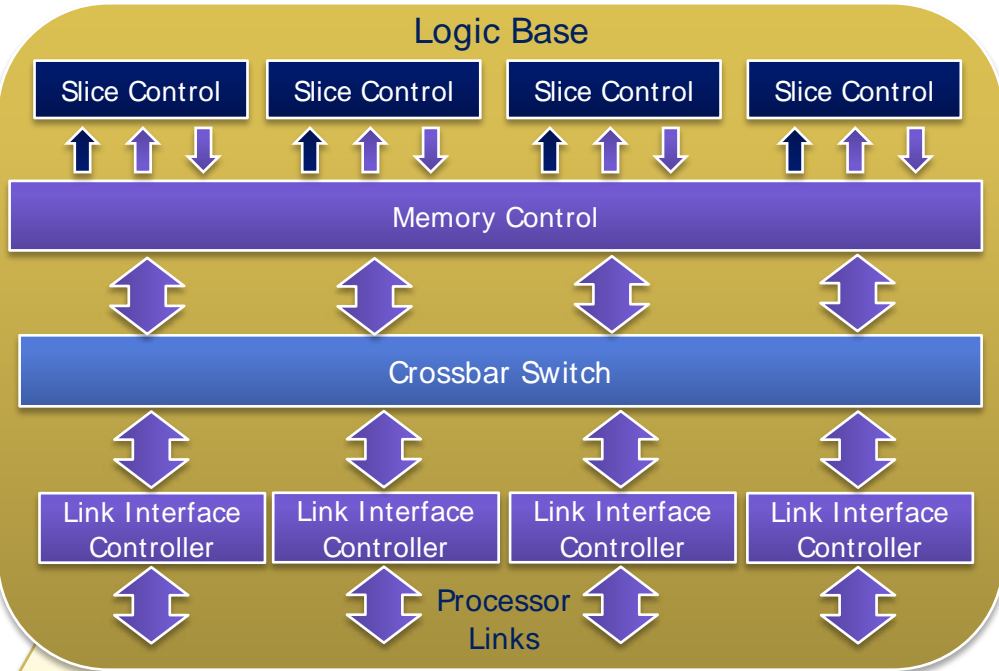 Logic Base
Slice Control
Slice Control
Slice Control
Slice Control
Memory Control
Crossbar Switch
Link Interface
Controller
Link Interface
Controller
Link Interface
Controller
Link Interface
Controller
Processor
Links